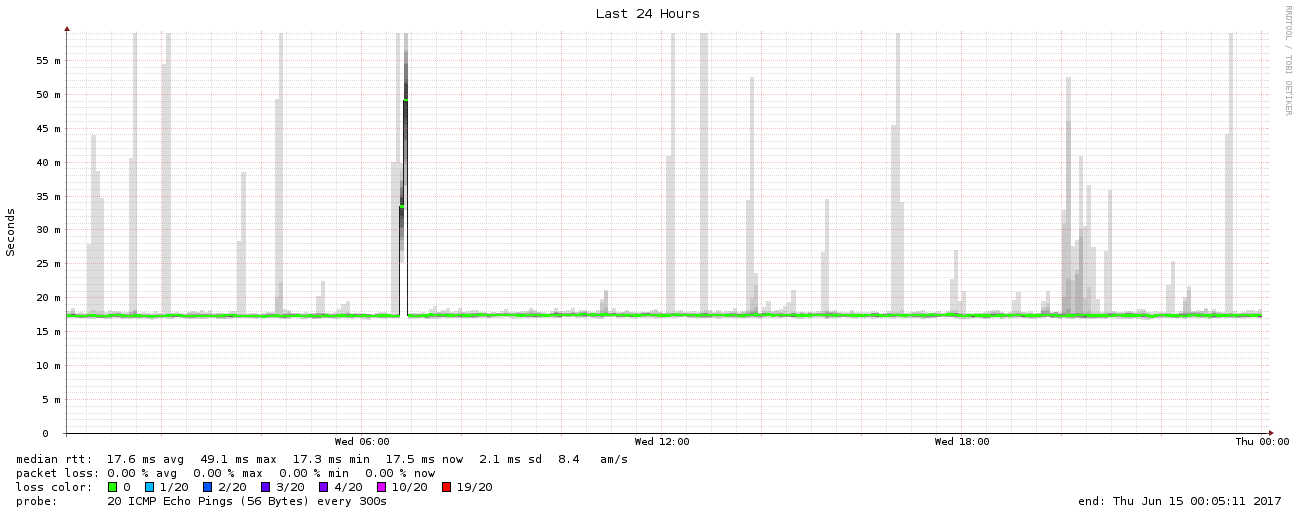 Last 24 Hours
RRDTOOL / TOBI OETIKER
Seconds
55 m
50 m
45 m
40 m
35 m
30 m
25 m
20 m
15 m
10 m
5 m
0
Wed 06:00 Wed 12:00 Wed 18:00 Thu 00:00
median rtt: 17.6 ms avg 49.1 ms max 17.3 ms min 17.5 ms now 2.1 ms sd 8.4 am/s
packet loss: 0.00 % avg 0.00 % max 0.00 % min 0.00 % now
loss color: 0 1/20 2/20 3/20 4/20 10/20 19/20
probe: 20 ICMP Echo Pings (56 Bytes) every 300s end: Thu Jun 15 00:05:11 2017